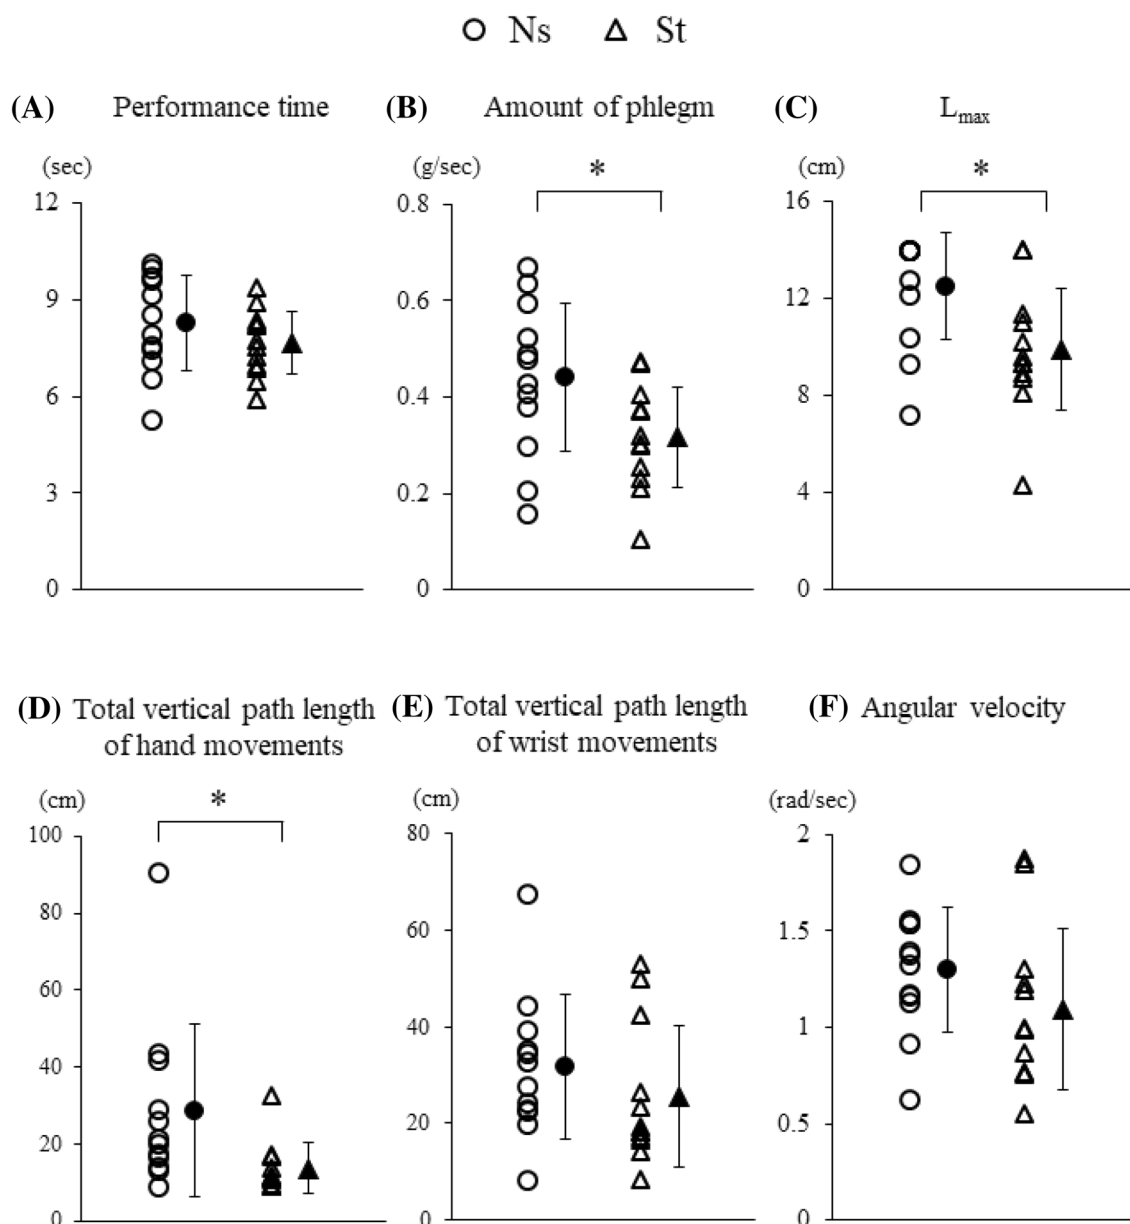 Ns St
(A) Performance time (B) Amount of phlegm (C) Lmax
(sec) (g/sec) (cm)
* *
12 0.8 16
9 0.6 12
6 0.4 8
3 0.2 4
0 0 0
(D) Total vertical path length (E) Total vertical path length (F) Angular velocity
of hand movements of wrist movements
(cm) (cm) (rad/sec)
*
100 80 2
80
60 1.5
60
40 1
40
20 0.5
20
0 0 0